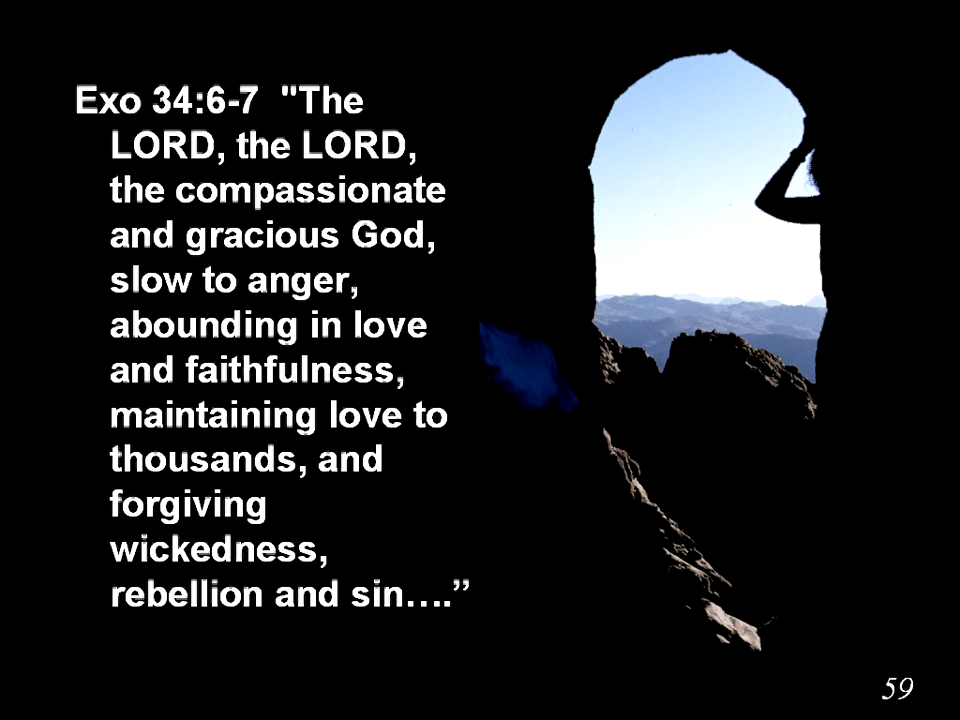 Exo 34:6-7 "The
LORD, the LORD,
the compassionate
and gracious God,
slow to anger,
abounding in love
and faithfulness,
maintaining love to
thousands, and
forgiving
wickedness,
rebellion and sin….”
59